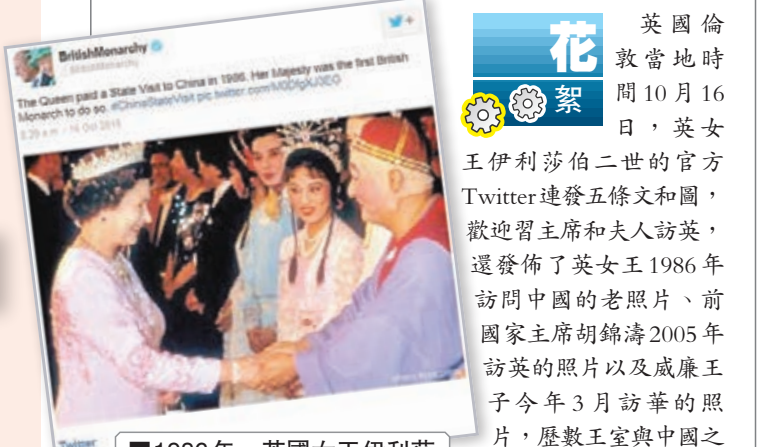 BritishMonarchy
The Queen paid a State Visit to China in 1986. Her Majesty was the first British
Monarch to do so. #ChinaStateVisit
16 Oct 2015
Twitter
■1986年，英國女王伊利莎
花
絮
英國倫
敦當地時
間10月16
日，英女
王伊利莎伯二世的官方
Twitter連發五條文和圖，
歡迎習主席和夫人訪英，
還發佈了英女王1986年
訪問中國的老照片、前
國家主席胡錦濤2005年
訪英的照片以及威廉王
子今年3月訪華的照
片，歷數王室與中國之